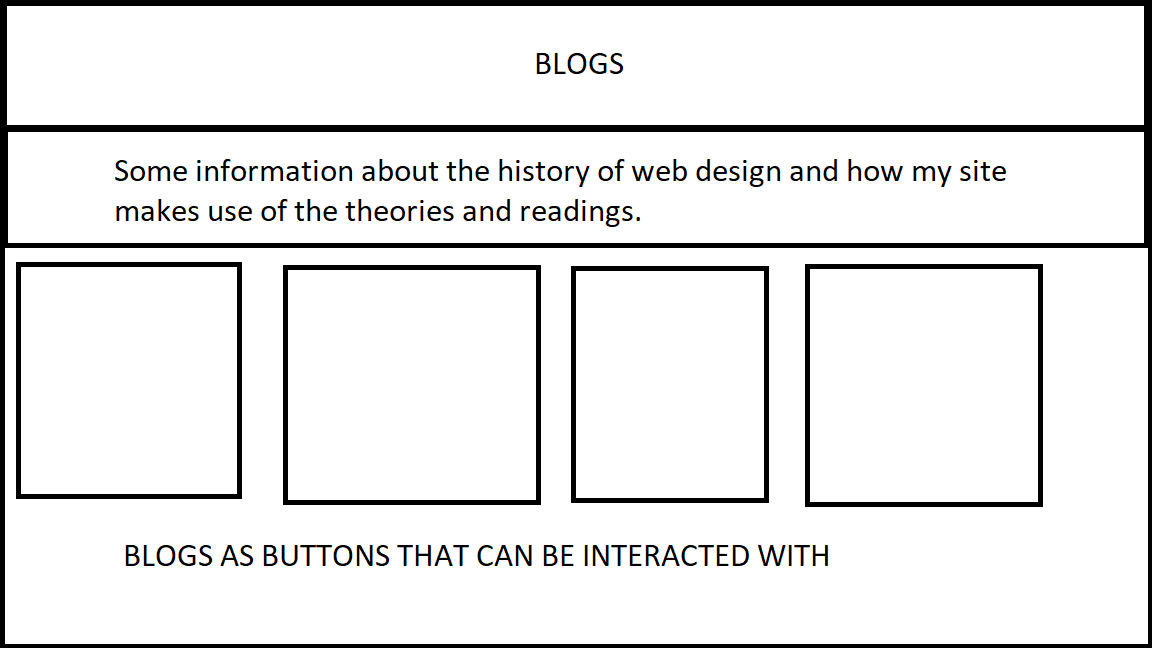 BLOGS
Some information about the history of web design and how my site
makes use of the theories and readings.
BLOGS AS BUTTONS THAT CAN BE INTERACTED WITH